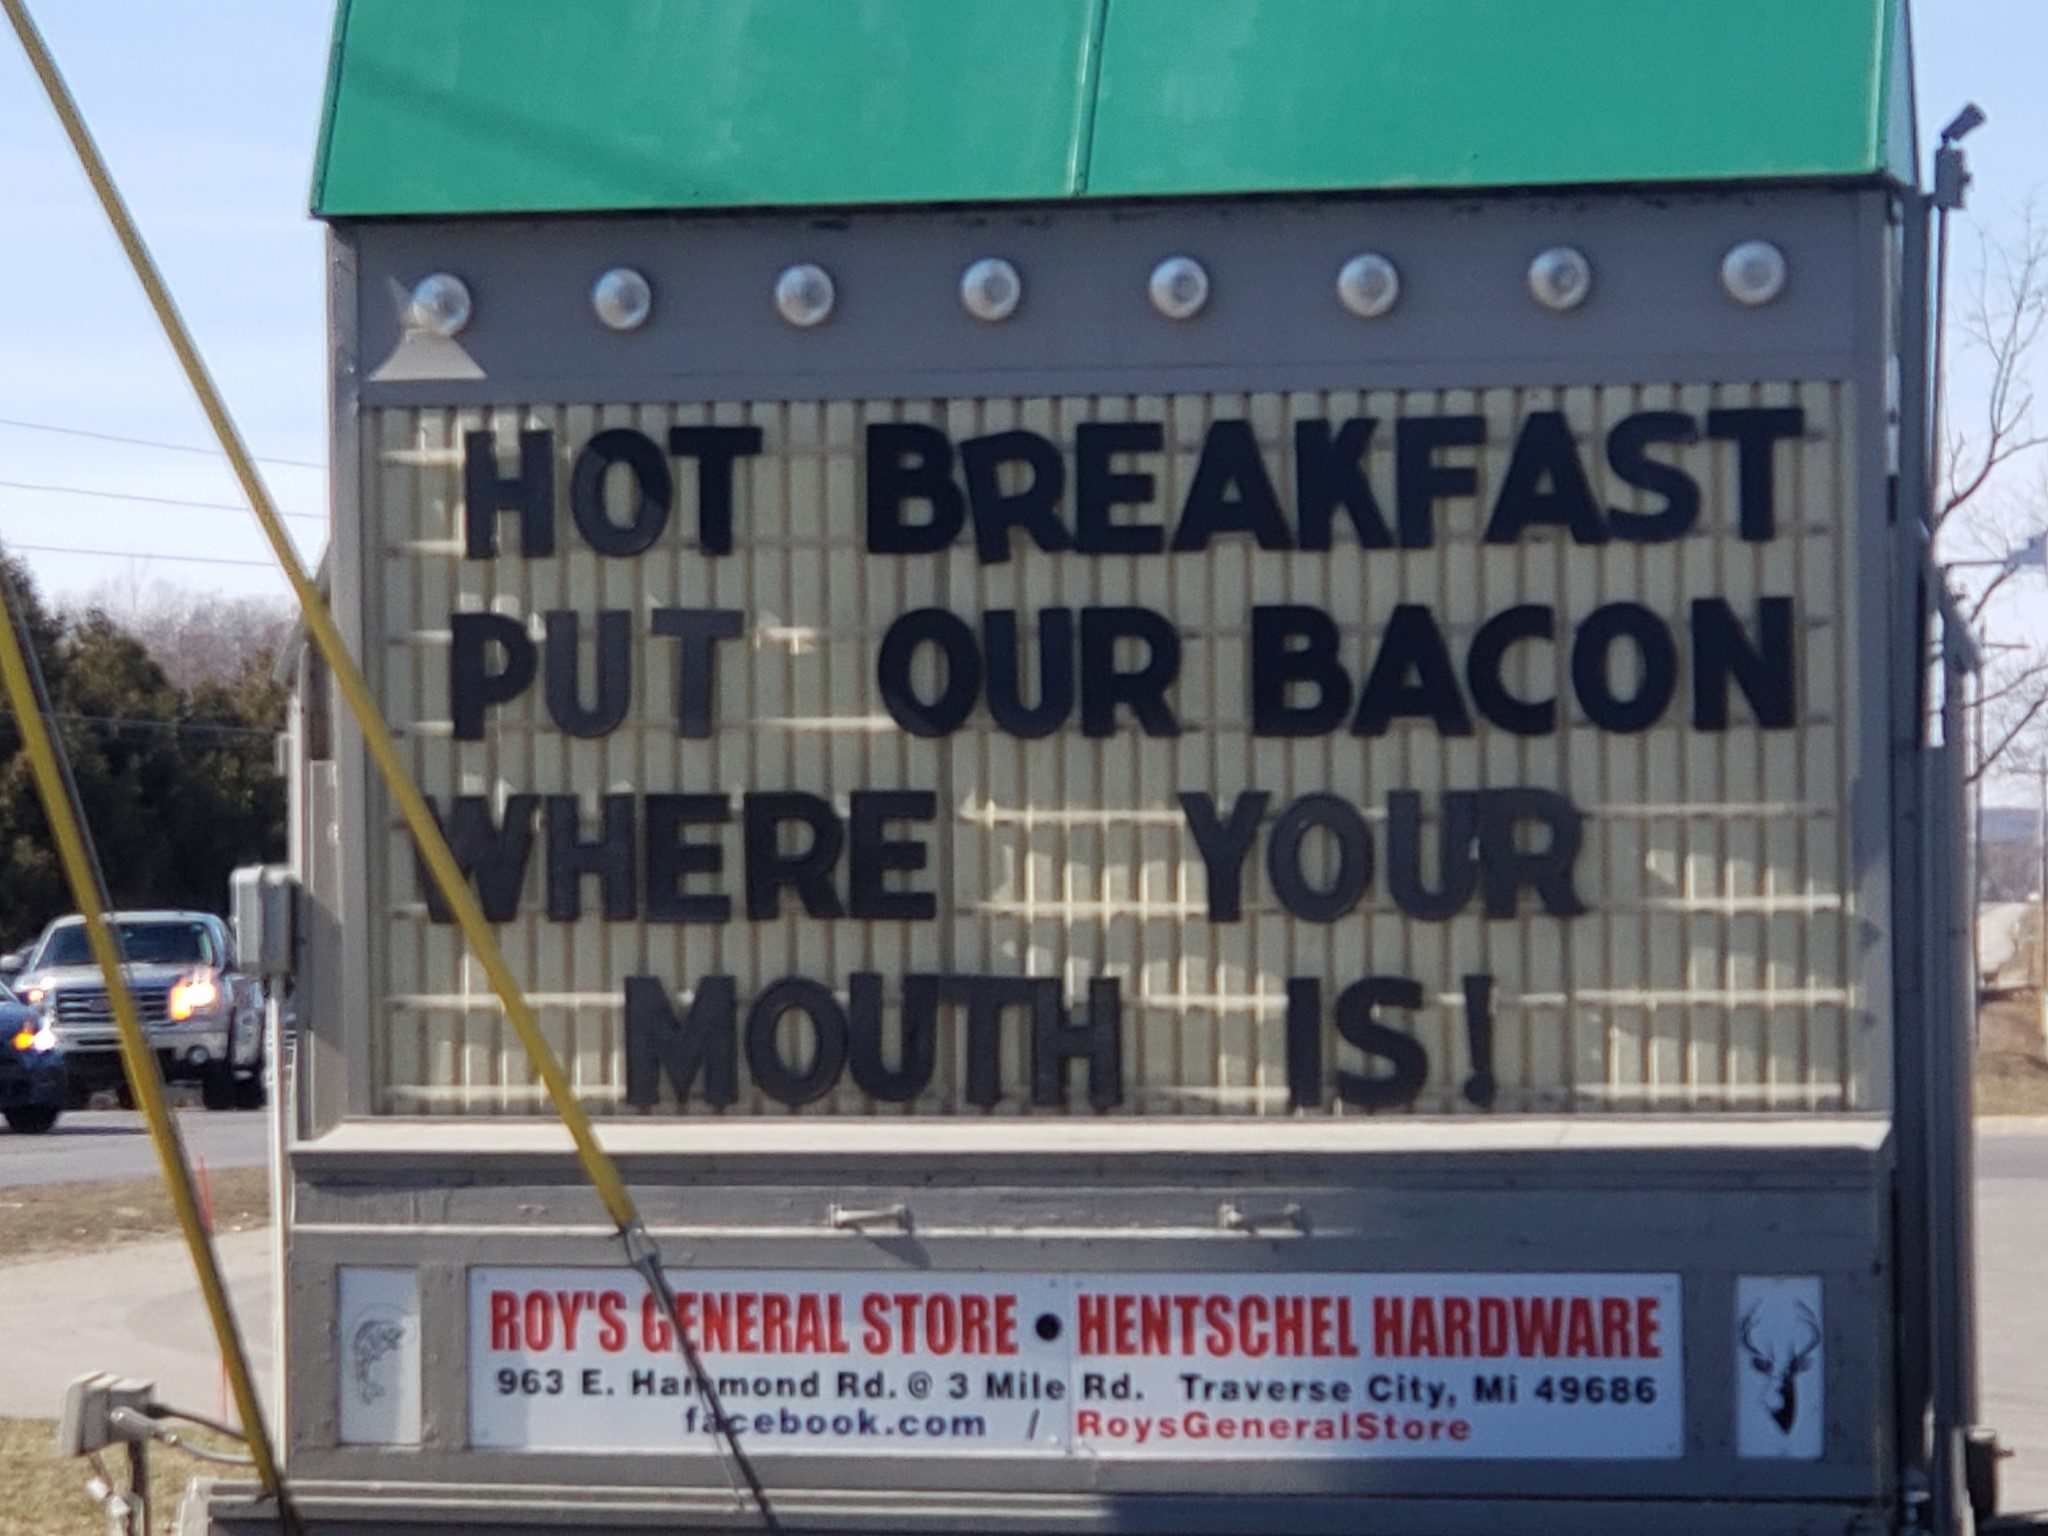 HOT BREAKFAST
PUT OUR BACON
WHERE YOUR
MOUTH IS!
ROY'S GENERAL STORE • HENTSCHEL HARDWARE
963 E. Hammond Rd. @ 3 Mile Rd. Traverse City, Mi 49686
facebook.com / RoysGeneralStore